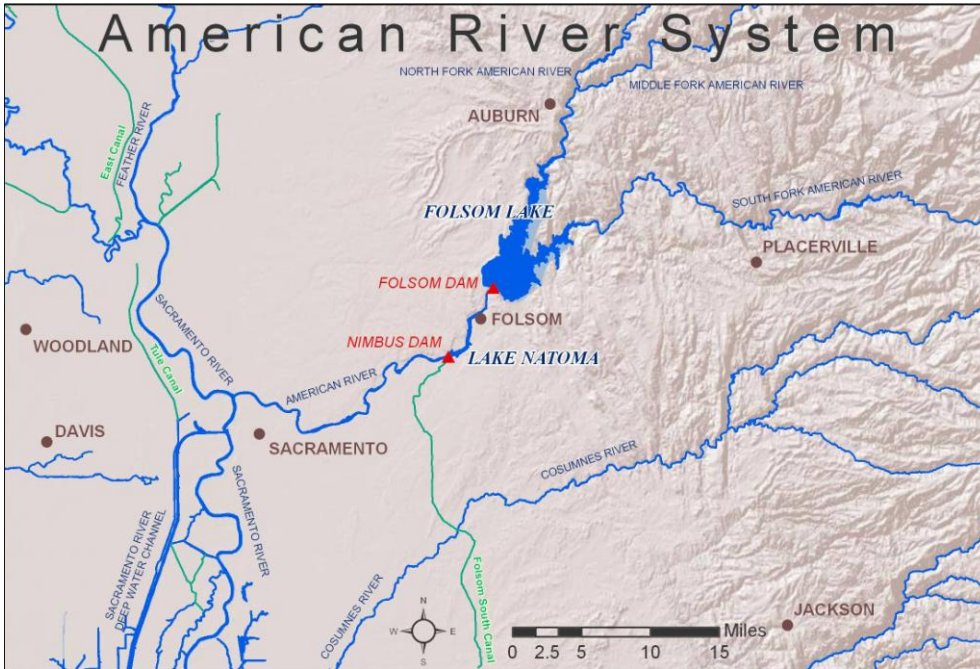 American River System
NORTH FORK AMERICAN RIVER
MIDDLE FORK AMERICAN RIVER
AUBURN
East Canal
FEATHER RIVER
SOUTH FORK AMERICAN RIVER
FOLSOM LAKE
PLACERVILLE
FOLSOM DAM
SACRAMENTO RIVER
FOLSOM
WOODLAND
NIMBUS DAM
LAKE NATOMA
Tule Canal
AMERICAN RIVER
DAVIS
SACRAMENTO
COSUMNES RIVER
SACRAMENTO RIVER
SACRAMENTO RIVER
DEEP WATER CHANNEL
Folsom South Canal
COSUMNES RIVER
N
W
E
S
JACKSON
Miles
0 2.5 5 10 15